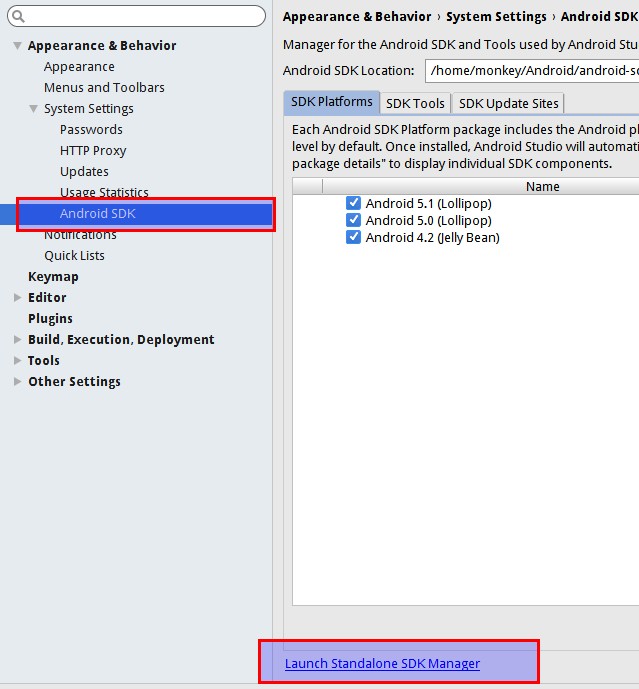 Appearance & Behavior
Appearance
Menus and Toolbars
System Settings
Passwords
HTTP Proxy
Updates
Usage Statistics
Android SDK
Notifications
Quick Lists
Keymap
Editor
Plugins
Build, Execution, Deployment
Tools
Other Settings
Appearance & Behavior › System Settings › Android SDK
Manager for the Android SDK and Tools used by Android Stu
Android SDK Location: /home/monkey/Android/android-s
SDK Platforms SDK Tools SDK Update Sites
Each Android SDK Platform package includes the Android pl
level by default. Once installed, Android Studio will automati
package details" to display individual SDK components.
Name
Android 5.1 (Lollipop)
Android 5.0 (Lollipop)
Android 4.2 (Jelly Bean)
Launch Standalone SDK Manager